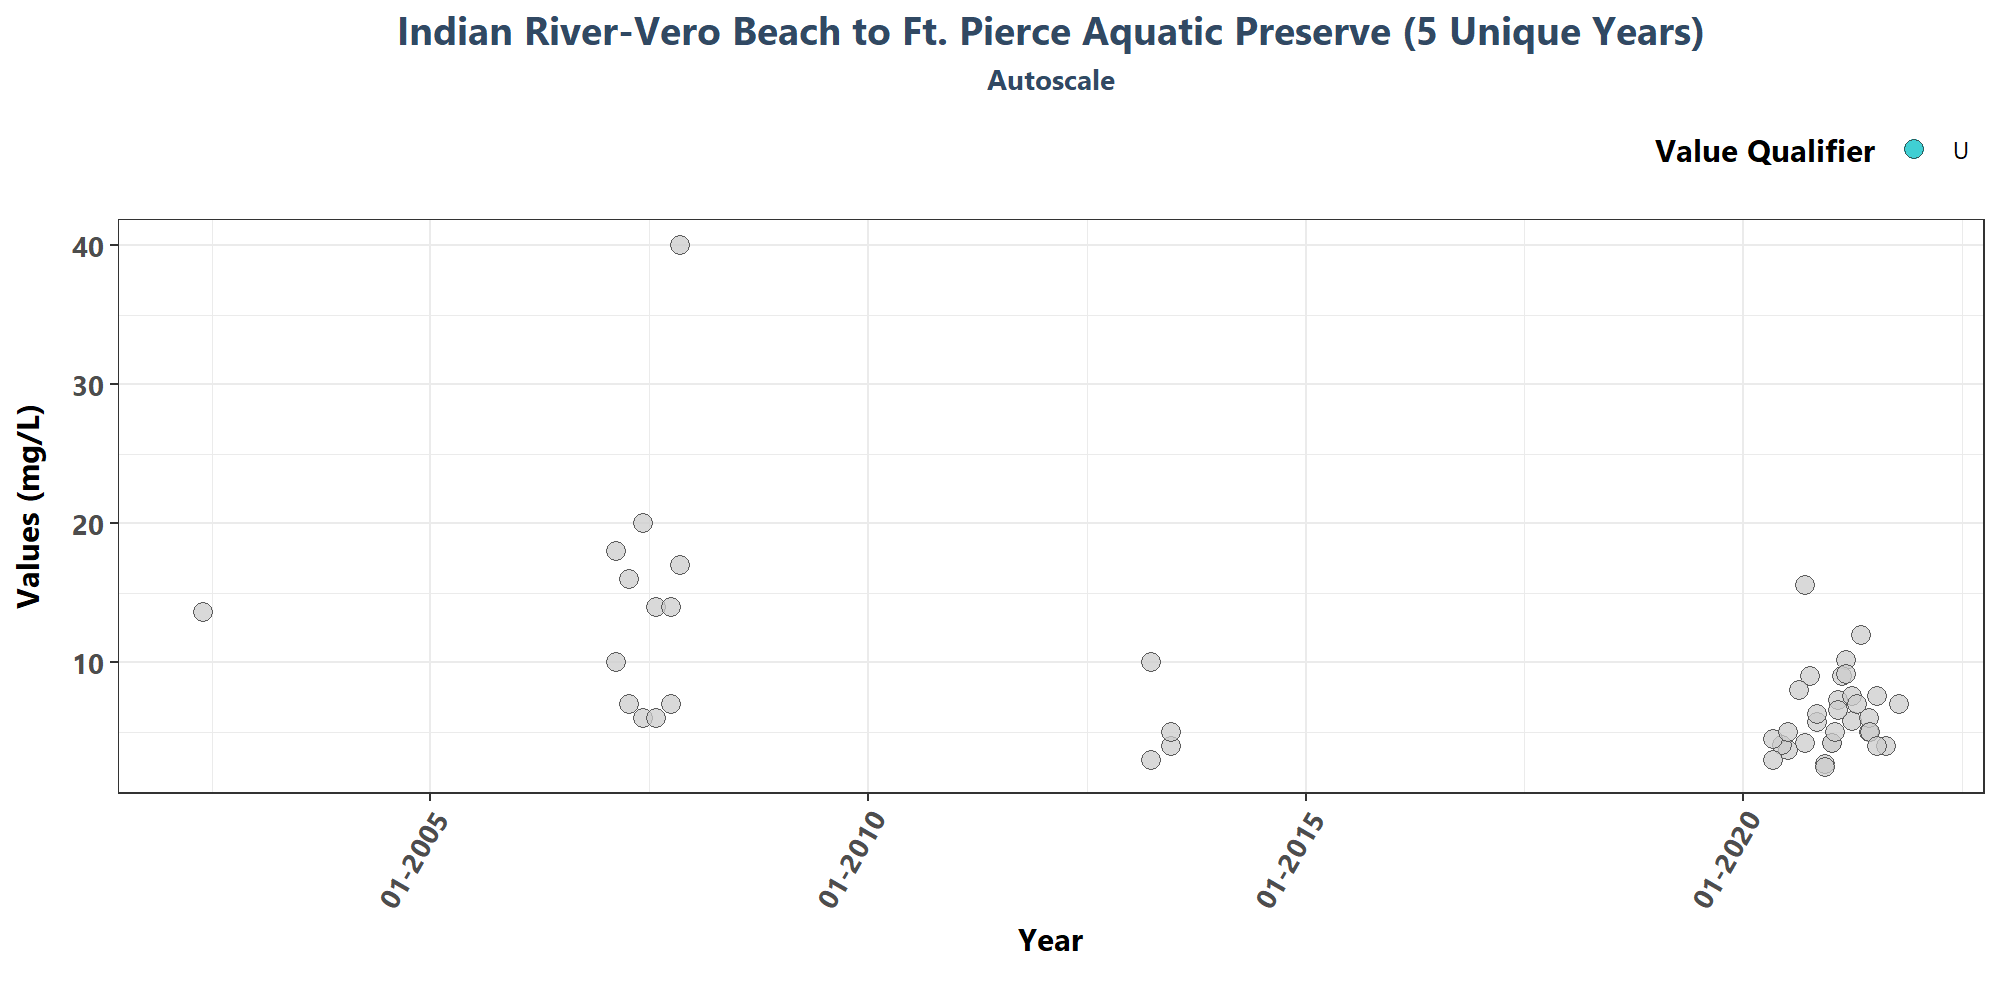 Indian River-Vero Beach to Ft. Pierce Aquatic Preserve (5 Unique Years)
Autoscale
Value Qualifier U
Values (mg/L)
40
30
20
10
01-2005
01-2010
01-2015
01-2020
Year